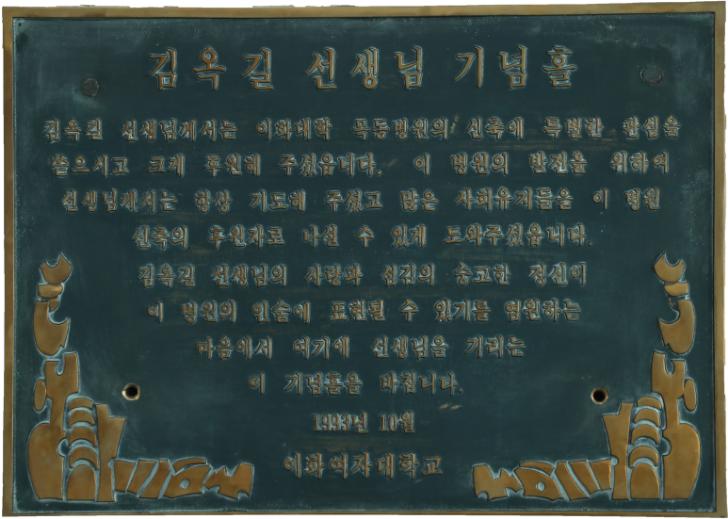 김옥길 선생님 기념홀
김옥길 선생님께서는 이화대학 목동병원의 신축에 특별한 관심을
쏟으시고 크게 후원해 주셨읍니다. 이 병원의 발전을 위하여
선생님께서는 항상 기도해 주셨고 많은 사회유지들을 이 병원
신축의 후원자로 나설 수 있게 도와주셨읍니다.
김옥길 선생님의 사랑과 섬김의 숭고한 정신이
이 병원의 인술에 표현될 수 있기를 염원하는
마음에서 여기에 선생님을 기리는
이 기념홀을 바칩니다.
1993년 10월
이화여자대학교